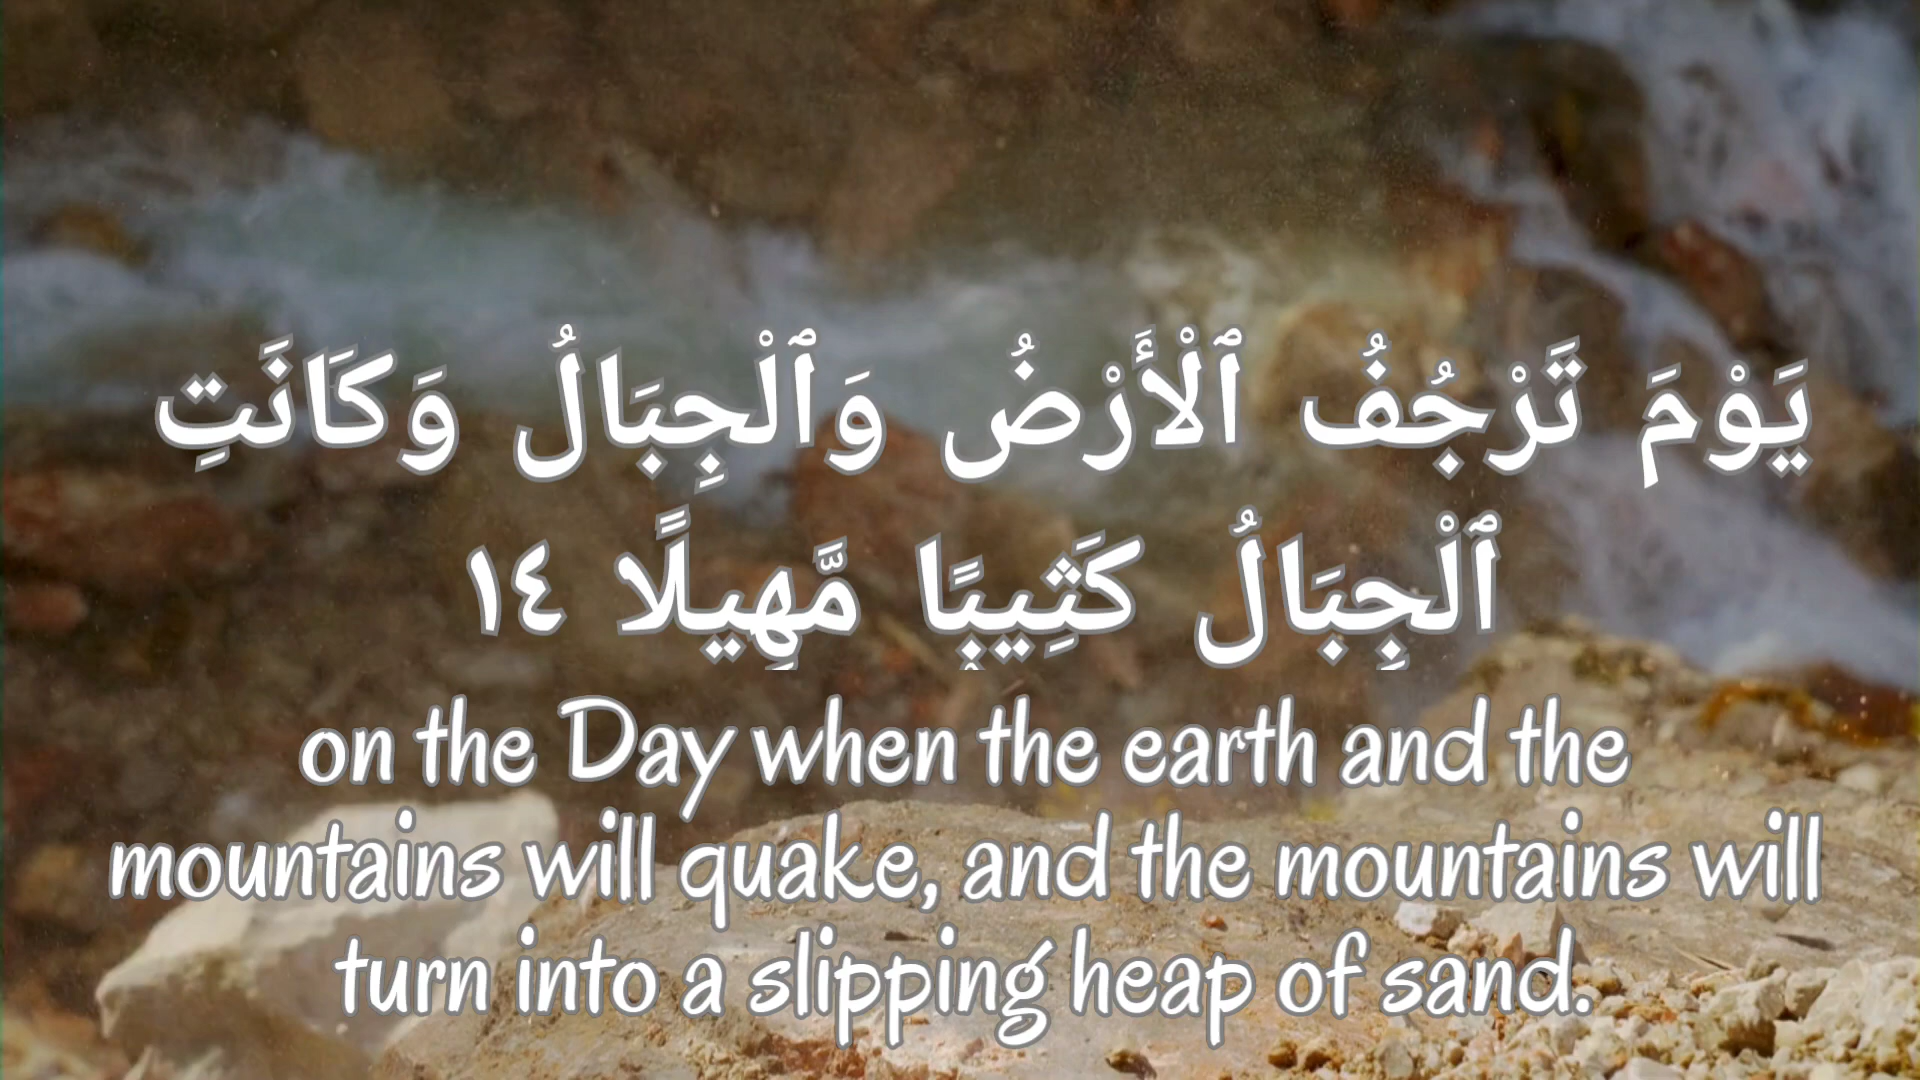 يَوْمَ تَرْجُفُ ٱلْأَرْضُ وَٱلْجِبَالُ وَكَانَتِ
ٱلْجِبَالُ كَثِيبًا مَّهِيلًا ١٤
on the Day when the earth and the
mountains will quake, and the mountains will
turn into a slipping heap of sand.